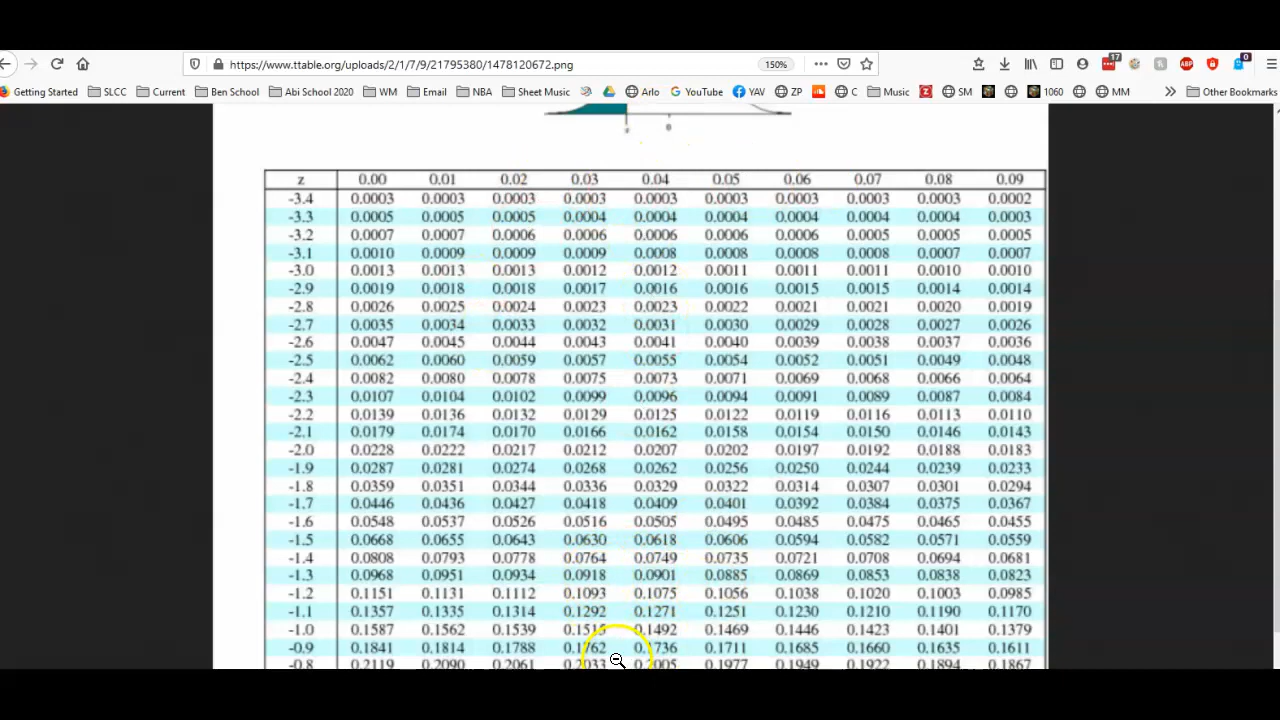 https://www.ttable.org/uploads/2/1/7/9/21795380/1478120672.png 150% 17 0
Getting Started SLCC Current Ben School Abi School 2020 WM Email NBA Sheet Music Arlo YouTube YAV ZP C Music SM 1060 MM Other Bookmarks
z 0
z 0.00 0.01 0.02 0.03 0.04 0.05 0.06 0.07 0.08 0.09
-3.4 0.0003 0.0003 0.0003 0.0003 0.0003 0.0003 0.0003 0.0003 0.0003 0.0002
-3.3 0.0005 0.0005 0.0005 0.0004 0.0004 0.0004 0.0004 0.0004 0.0004 0.0003
-3.2 0.0007 0.0007 0.0006 0.0006 0.0006 0.0006 0.0006 0.0005 0.0005 0.0005
-3.1 0.0010 0.0009 0.0009 0.0009 0.0008 0.0008 0.0008 0.0008 0.0007 0.0007
-3.0 0.0013 0.0013 0.0013 0.0012 0.0012 0.0011 0.0011 0.0011 0.0010 0.0010
-2.9 0.0019 0.0018 0.0018 0.0017 0.0016 0.0016 0.0015 0.0015 0.0014 0.0014
-2.8 0.0026 0.0025 0.0024 0.0023 0.0023 0.0022 0.0021 0.0021 0.0020 0.0019
-2.7 0.0035 0.0034 0.0033 0.0032 0.0031 0.0030 0.0029 0.0028 0.0027 0.0026
-2.6 0.0047 0.0045 0.0044 0.0043 0.0041 0.0040 0.0039 0.0038 0.0037 0.0036
-2.5 0.0062 0.0060 0.0059 0.0057 0.0055 0.0054 0.0052 0.0051 0.0049 0.0048
-2.4 0.0082 0.0080 0.0078 0.0075 0.0073 0.0071 0.0069 0.0068 0.0066 0.0064
-2.3 0.0107 0.0104 0.0102 0.0099 0.0096 0.0094 0.0091 0.0089 0.0087 0.0084
-2.2 0.0139 0.0136 0.0132 0.0129 0.0125 0.0122 0.0119 0.0116 0.0113 0.0110
-2.1 0.0179 0.0174 0.0170 0.0166 0.0162 0.0158 0.0154 0.0150 0.0146 0.0143
-2.0 0.0228 0.0222 0.0217 0.0212 0.0207 0.0202 0.0197 0.0192 0.0188 0.0183
-1.9 0.0287 0.0281 0.0274 0.0268 0.0262 0.0256 0.0250 0.0244 0.0239 0.0233
-1.8 0.0359 0.0351 0.0344 0.0336 0.0329 0.0322 0.0314 0.0307 0.0301 0.0294
-1.7 0.0446 0.0436 0.0427 0.0418 0.0409 0.0401 0.0392 0.0384 0.0375 0.0367
-1.6 0.0548 0.0537 0.0526 0.0516 0.0505 0.0495 0.0485 0.0475 0.0465 0.0455
-1.5 0.0668 0.0655 0.0643 0.0630 0.0618 0.0606 0.0594 0.0582 0.0571 0.0559
-1.4 0.0808 0.0793 0.0778 0.0764 0.0749 0.0735 0.0721 0.0708 0.0694 0.0681
-1.3 0.0968 0.0951 0.0934 0.0918 0.0901 0.0885 0.0869 0.0853 0.0838 0.0823
-1.2 0.1151 0.1131 0.1112 0.1093 0.1075 0.1056 0.1038 0.1020 0.1003 0.0985
-1.1 0.1357 0.1335 0.1314 0.1292 0.1271 0.1251 0.1230 0.1210 0.1190 0.1170
-1.0 0.1587 0.1562 0.1539 0.1515 0.1492 0.1469 0.1446 0.1423 0.1401 0.1379
-0.9 0.1841 0.1814 0.1788 0.1762 0.1736 0.1711 0.1685 0.1660 0.1635 0.1611
-0.8 0.2119 0.2090 0.2061 0.2033 0.2005 0.1977 0.1949 0.1922 0.1894 0.1867